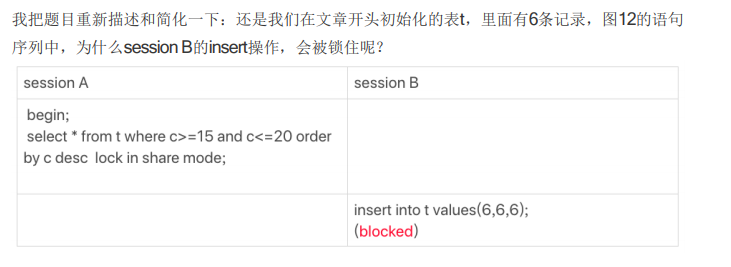 我把题目重新描述和简化一下：还是我们在文章开头初始化的表t，里面有6条记录，图12的语句
序列中，为什么session B的insert操作，会被锁住呢？
session A
session B
begin;
select * from t where c>=15 and c<=20 order
by c desc lock in share mode;
insert into t values(6,6,6);
(blocked)